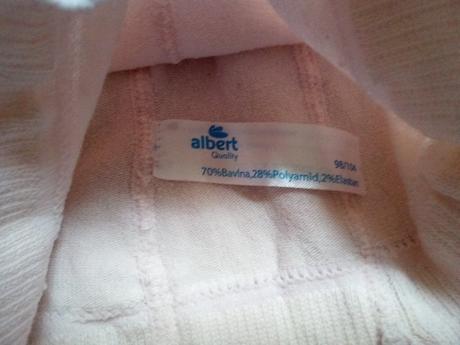 albert
Quality
98/104
70%Bavlna,28%Polyamid,2%Elastan